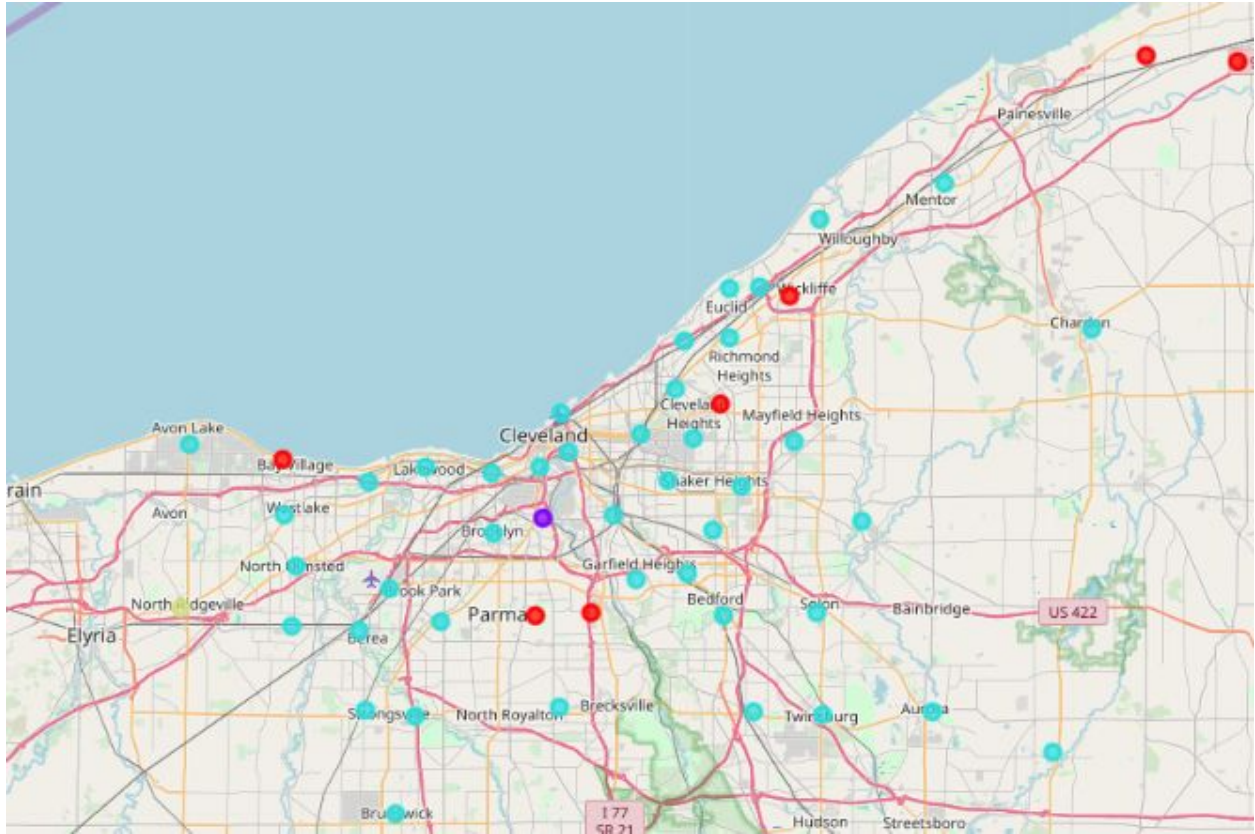 Painesville
Mentor
Willoughby
Wickliffe
Euclid
Chardon
Richmond
Heights
Cleveland
Heights
Mayfield Heights
Avon Lake
Cleveland
Bay Village
Lakewood
Shaker Heights
rain
Avon
Westlake
Brooklyn
North Olmsted
Garfield Heights
Brook Park
North Ridgeville
Parma
Bedford
Solon
Bainbridge
US 422
Elyria
Berea
Strongsville
North Royalton
Brecksville
Twinsburg
Aurora
Brunswick
I 77
SR 21
Hudson
Streetsboro